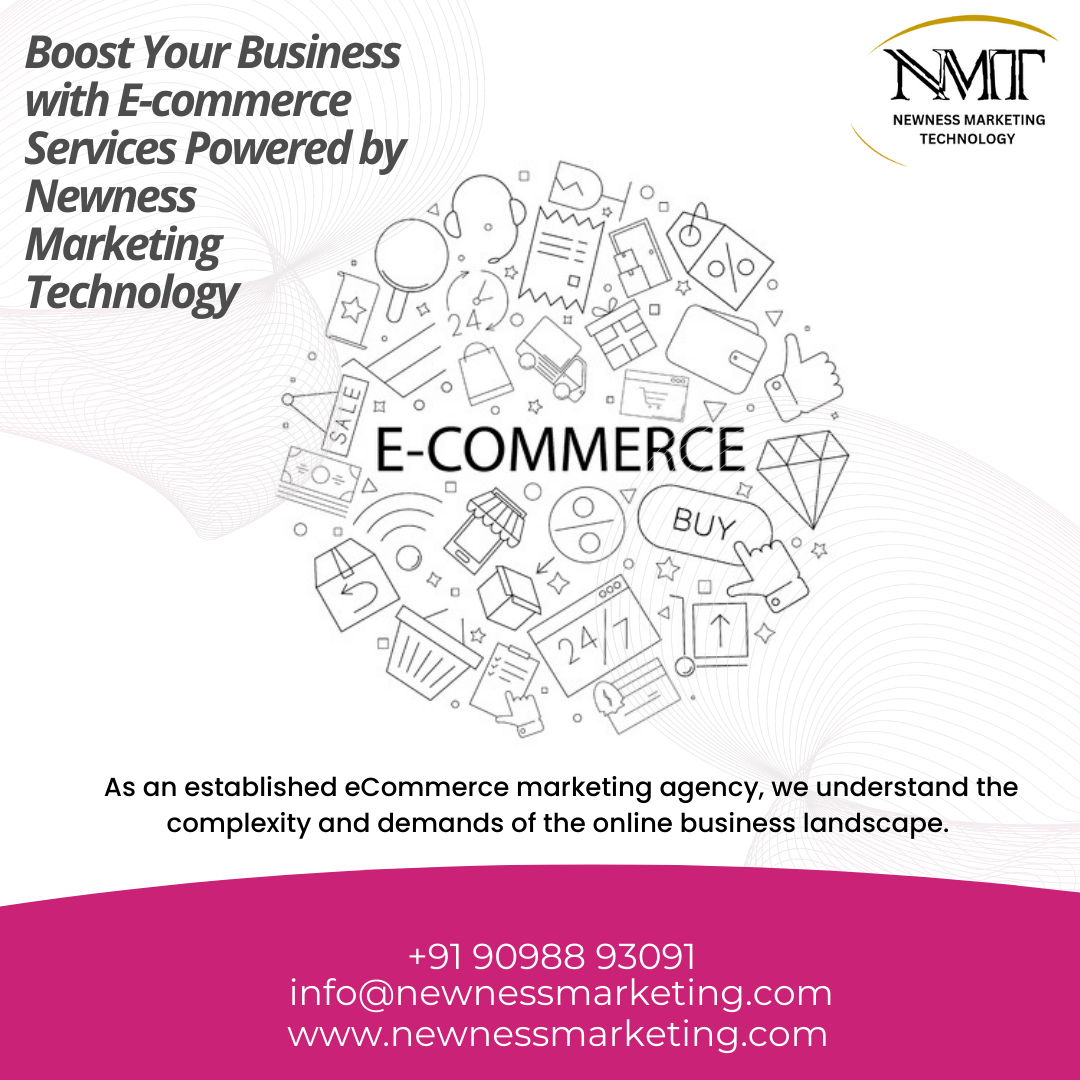 Boost Your Business
with E-commerce
Services Powered by
Newness
Marketing
Technology
NMT
NEWNESS MARKETING
TECHNOLOGY
24
SALE
E-COMMERCE
BUY
24/7
As an established eCommerce marketing agency, we understand the
complexity and demands of the online business landscape.
+91 90988 93091
info@newnessmarketing.com
www.newnessmarketing.com